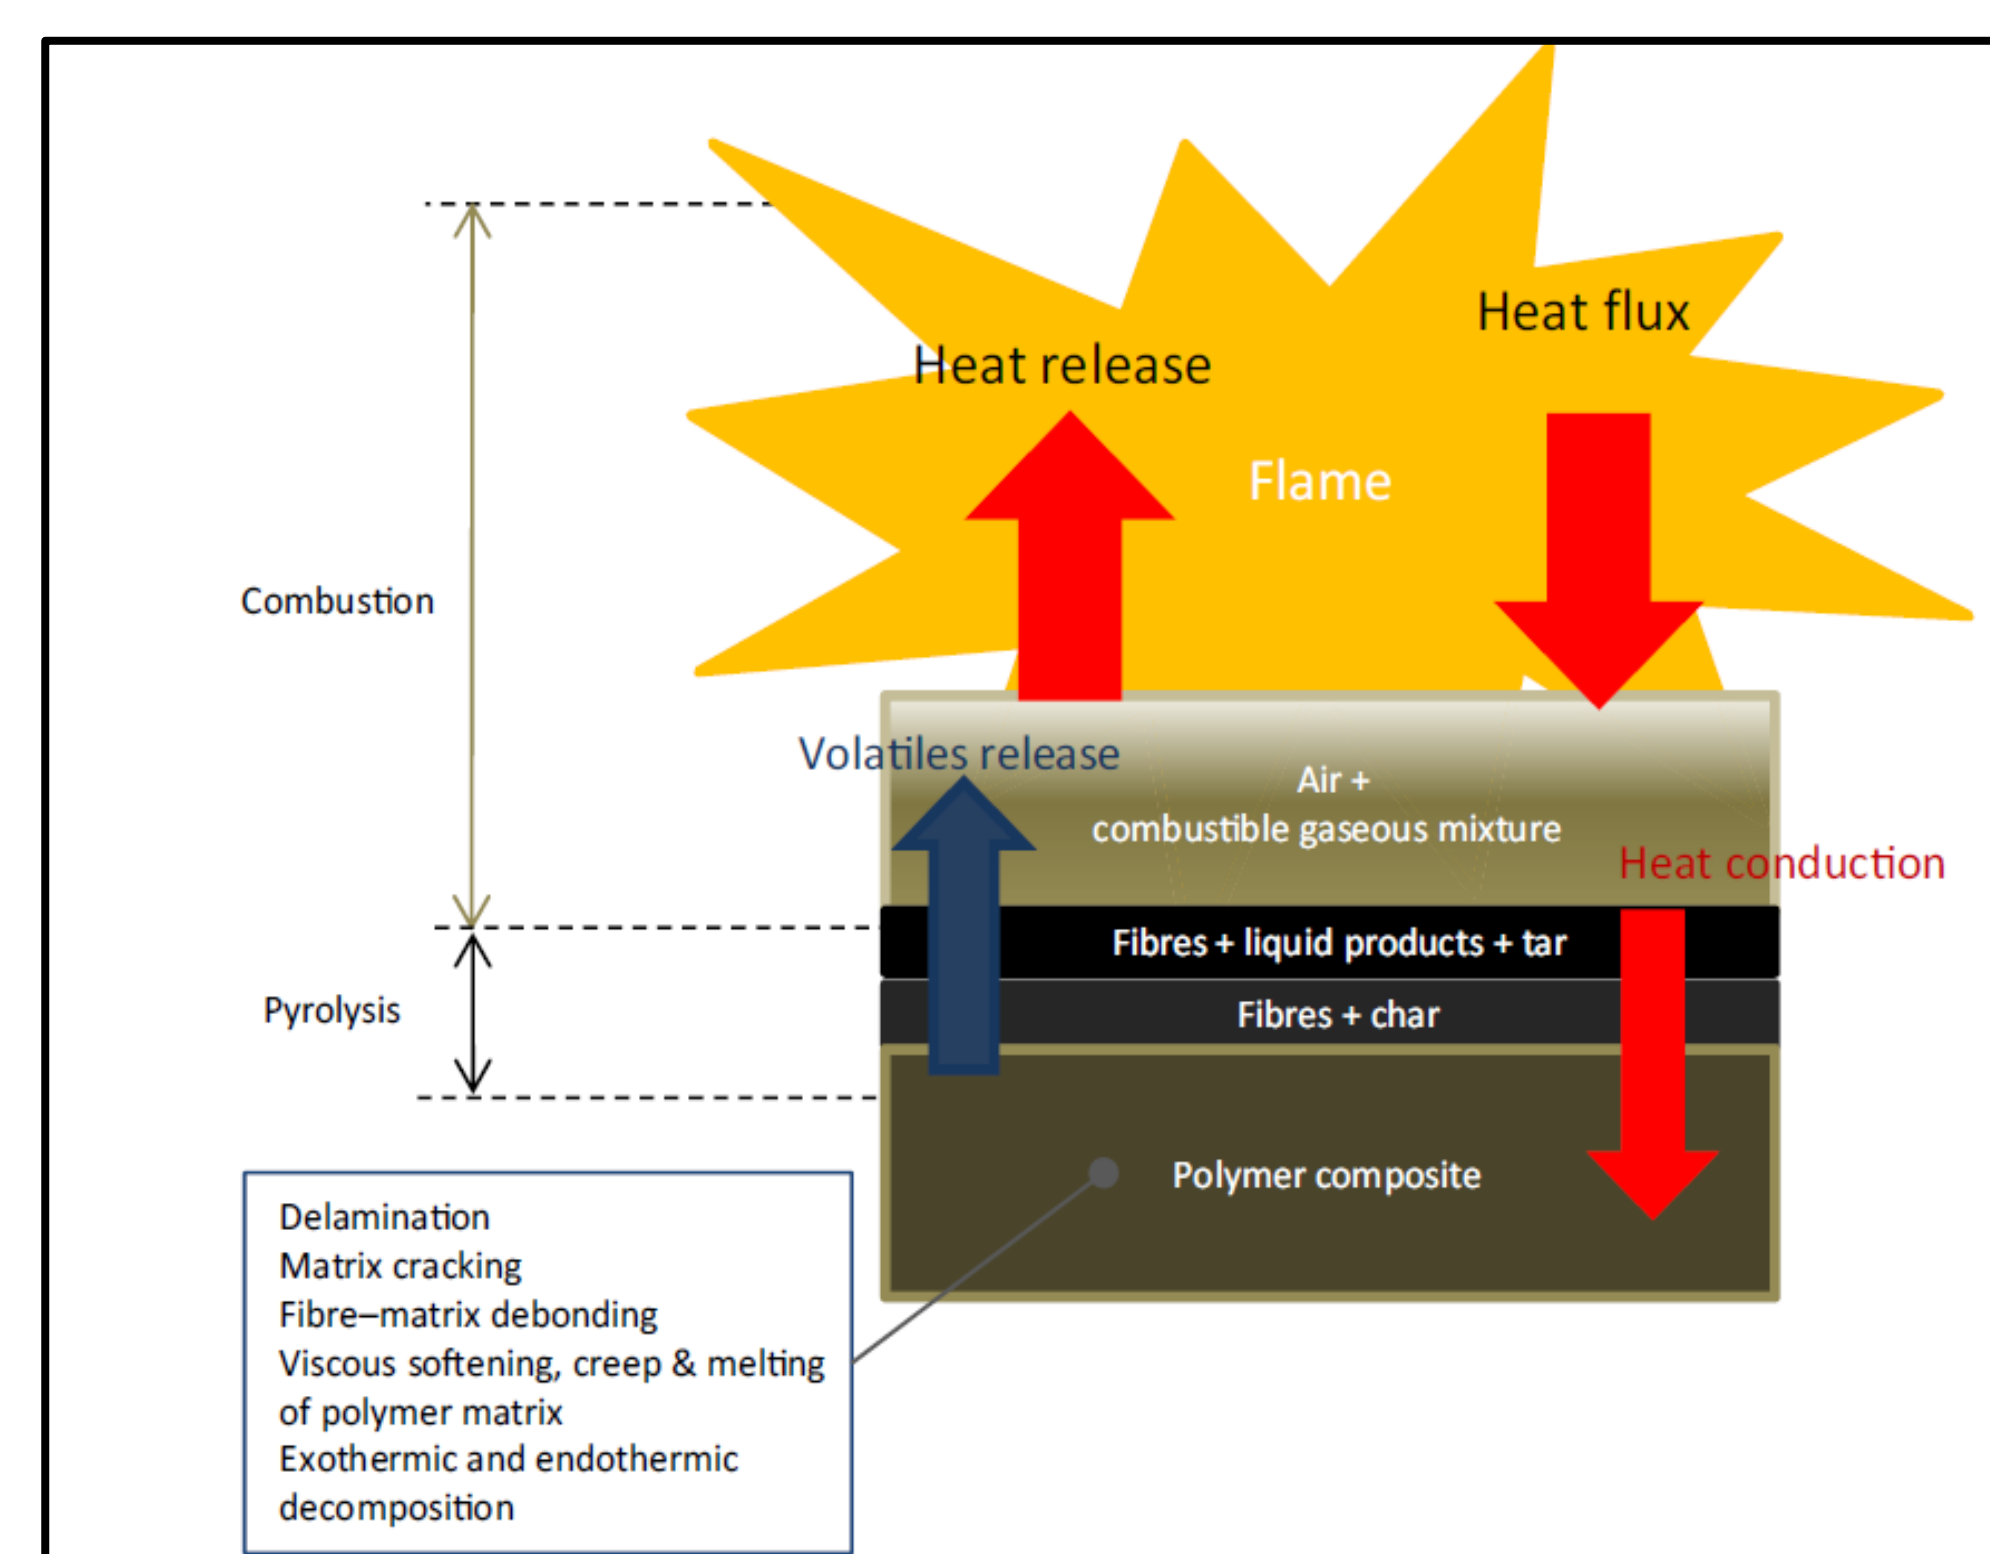 Heat flux
Heat release
Flame
Combustion
Volatiles release
Air +
combustible gaseous mixture
Heat conduction
Fibres + liquid products + tar
Pyrolysis
Fibres + char
Polymer composite
Delamination
Matrix cracking
Fibre–matrix debonding
Viscous softening, creep & melting
of polymer matrix
Exothermic and endothermic
decomposition